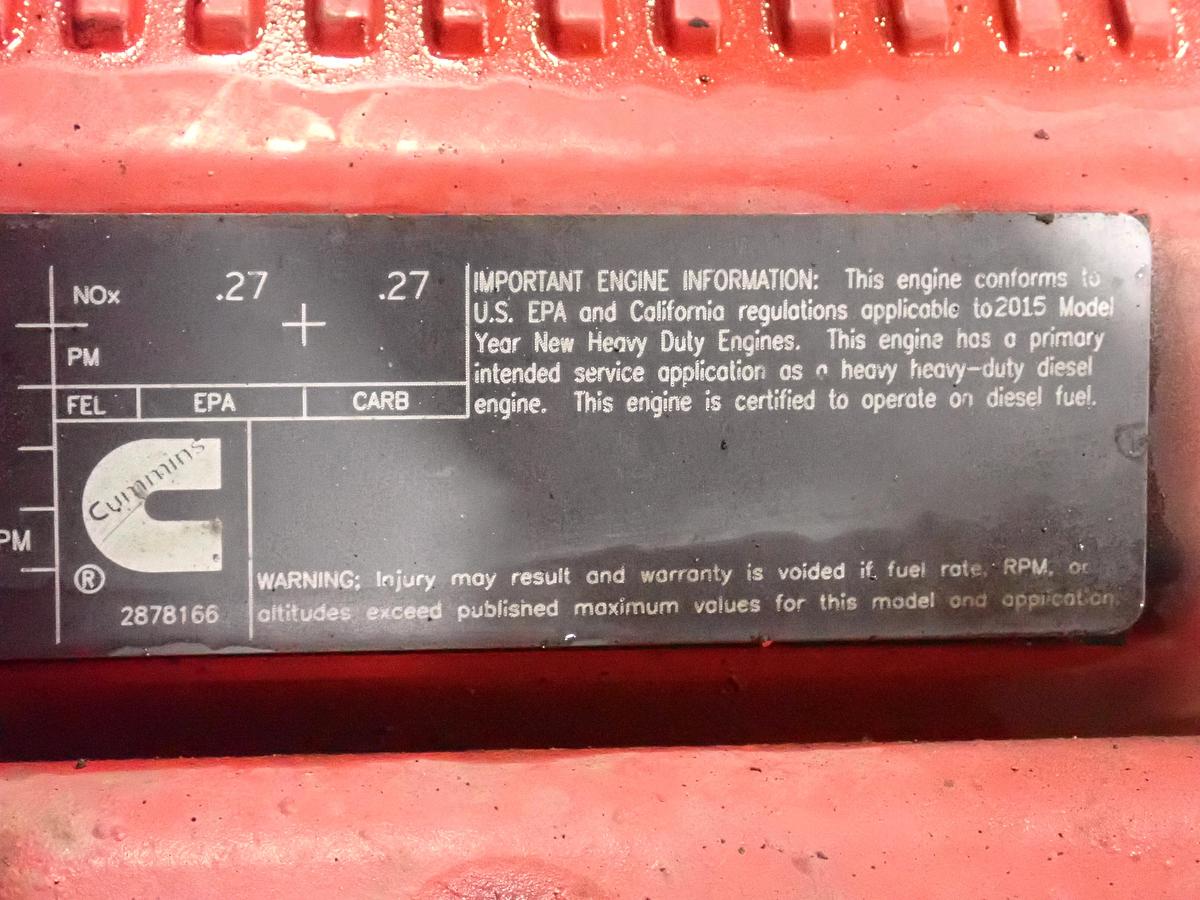 NOx .27 .27
PM
FEL EPA CARB
IMPORTANT ENGINE INFORMATION: This engine conforms to
U.S. EPA and California regulations applicable to2015 Model
Year New Heavy Duty Engines. This engine has a primary
intended service application as a heavy heavy-duty diesel
engine. This engine is certified to operate on diesel fuel.
Cummins
®
2878166
PM
WARNING; Injury may result and warranty is voided if fuel rate, RPM, or
altitudes exceed published maximum values for this model and application.